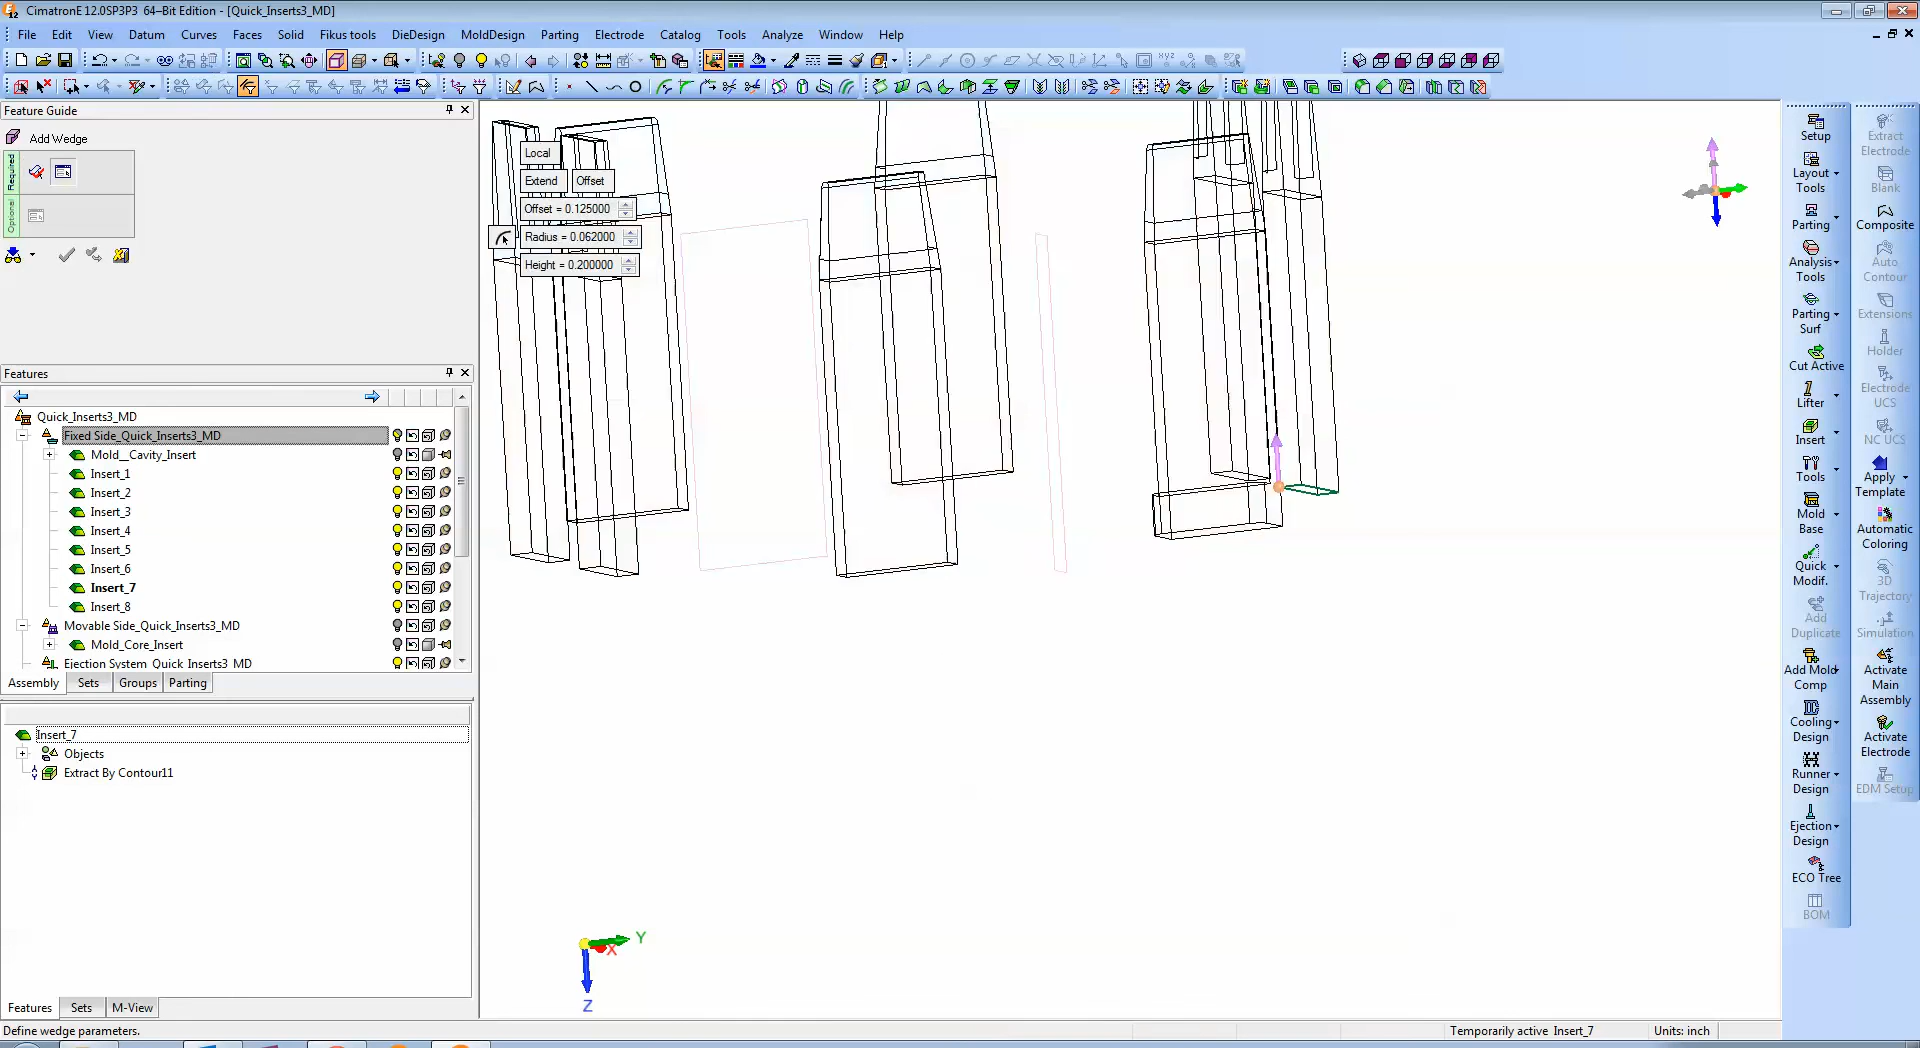 CimatronE 12.0SP3P3 64–Bit Edition - [Quick_Inserts3_MD]
File Edit View Datum Curves Faces Solid Fikus tools DieDesign MoldDesign Parting Electrode Catalog Tools Analyze Window Help
Feature Guide
Add Wedge
Required
Optional
Local
Extend Offset
Offset = 0.125000
Radius = 0.062000
Height = 0.200000
Features
Quick_Inserts3_MD
Fixed Side_Quick_Inserts3_MD
Mold__Cavity_Insert
Insert_1
Insert_2
Insert_3
Insert_4
Insert_5
Insert_6
Insert_7
Insert_8
Movable Side_Quick_Inserts3_MD
Mold_Core_Insert
Ejection System_Quick_Inserts3_MD
Assembly Sets Groups Parting
Insert_7
Objects
Extract By Contour11
Features Sets M-View
Y
X
Z
Setup
Layout Tools
Parting
Analysis Tools
Parting Surf
Cut Active
Lifter
Insert
Tools
Mold Base
Quick Modif.
Add Duplicate
Add Mold Comp
Cooling Design
Runner Design
Ejection Design
ECO Tree
BOM
Extract Electrode
Blank
Composite
Auto Contour
Extensions
Holder
Electrode UCS
NC UCS
Apply Template
Automatic Coloring
3D Trajectory
Simulation
Activate Main Assembly
Activate Electrode
EDM Setup
Define wedge parameters.
Temporarily active Insert_7
Units: inch